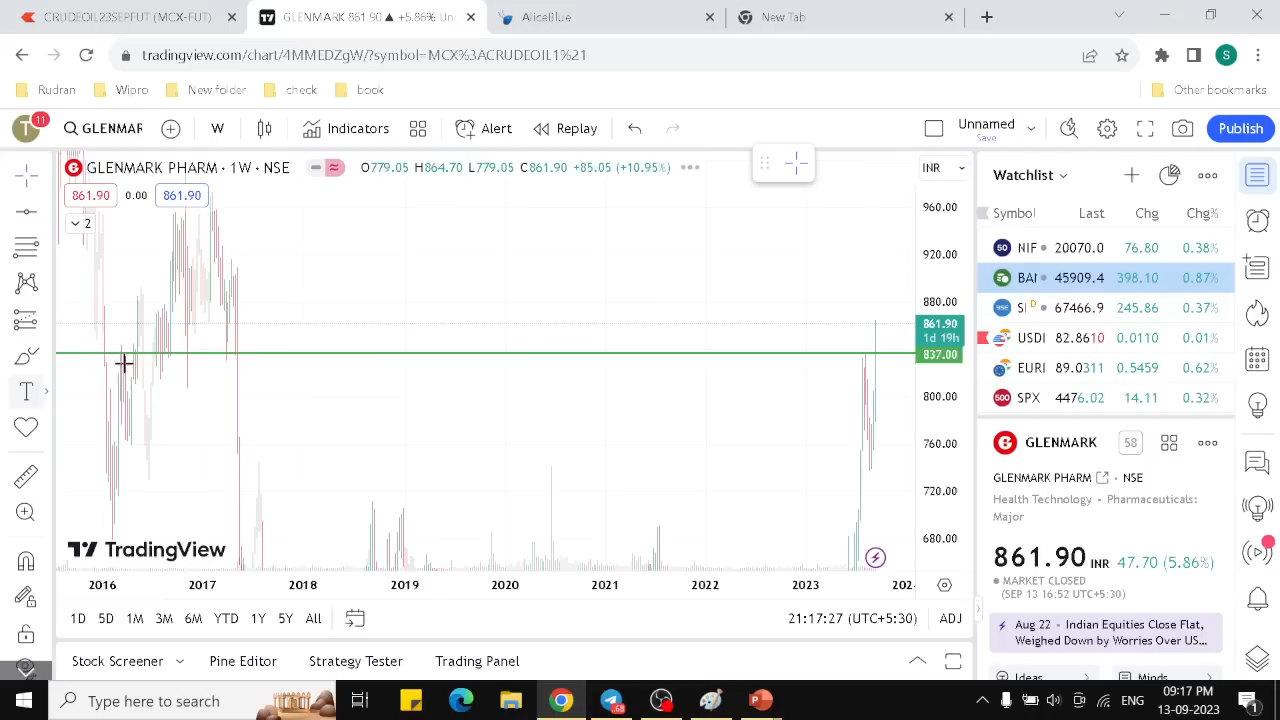 CRUDEOIL23SEPFUT (MCX-FUT
GLENMARK 861.90 ▲ +5.86% Un
AliceBlue
New Tab
tradingview.com/chart/4MMEDZgW/?symbol=MCX%3ACRUDEOIL1%21
S
Rudran
Wipro
New folder
check
book
Other bookmarks
T
11
GLENMAR
W
Indicators
Alert
Replay
Unnamed
Save
Publish
GLENMARK PHARM · 1W · NSE
O779.05 H864.70 L779.05 C861.90 +85.05 (+10.95%)
INR
861.90
0.00
861.90
2
960.00
920.00
880.00
861.90
1d 19h
837.00
800.00
760.00
720.00
680.00
TradingView
2016 2017 2018 2019 2020 2021 2022 2023
1D 5D 1M 3M 6M YTD 1Y 5Y All
21:17:27 (UTC+5:30)
ADJ
Stock Screener
Pine Editor
Strategy Tester
Trading Panel
Watchlist
Symbol Last Chg Chg%
50 NIF 20070.0 76.80 0.38%
BAI 45909.4 398.10 0.87%
D 67466.9 245.86 0.37%
USDI 82.8610 0.0110 0.01%
EURI 89.0311 0.5459 0.62%
500 SPX 4476.02 14.11 0.32%
GLENMARK
58
GLENMARK PHARM · NSE
Health Technology • Pharmaceuticals:
Major
861.90 INR 47.70 (5.86%)
MARKET CLOSED
(SEP 13 16:52 UTC+5:30)
Aug 22 • Indian Equities Close Flat,
Weighed Down by Worries Over US...
Ideas
Minds
Type here to search
68
ENG
09:17 PM
13-09-2023
1